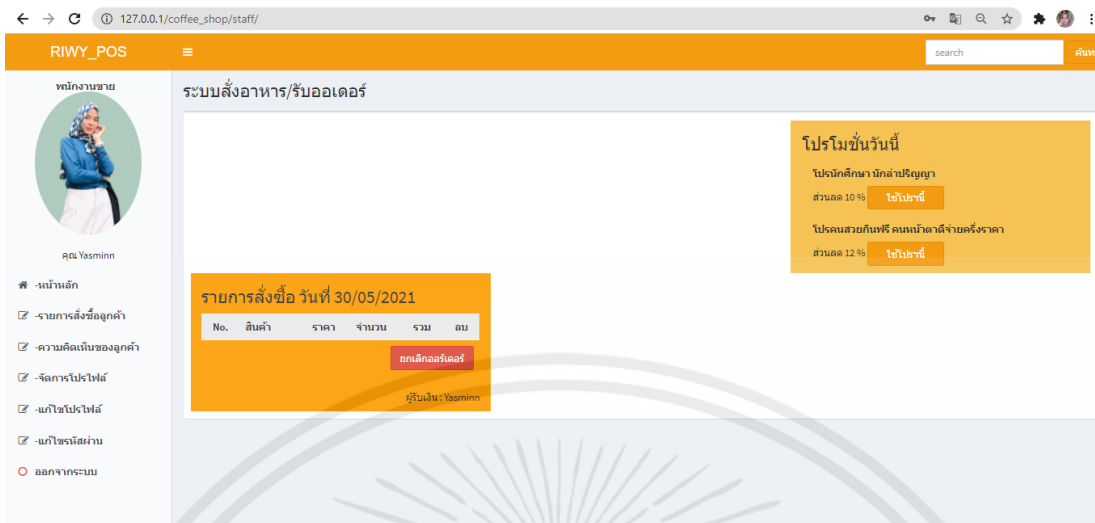 127.0.0.1/coffee_shop/staff/
RIWY_POS
search
พนักงานขาย
คุณ Yasminn
-หน้าหลัก
-รายการสั่งซื้อลูกค้า
-ความคิดเห็นของลูกค้า
-จัดการโปรไฟล์
-แก้ไขโปรไฟล์
-แก้ไขรหัสผ่าน
ออกจากระบบ
ระบบสั่งอาหาร/รับออเดอร์
โปรโมชั่นวันนี้
โปรนักศึกษา นักล่าปริญญา
ส่วนลด 10 % ใช้โปรานี้
โปรคนสวยกินฟรี คนหน้าตาดีจ่ายครึ่งราคา
ส่วนลด 12 % ใช้โปรานี้
รายการสั่งซื้อ วันที่ 30/05/2021
No. สินค้า ราคา จำนวน รวม ลบ
ยกเลิกออร์เดอร์
ผู้รับเงิน : Yasminn